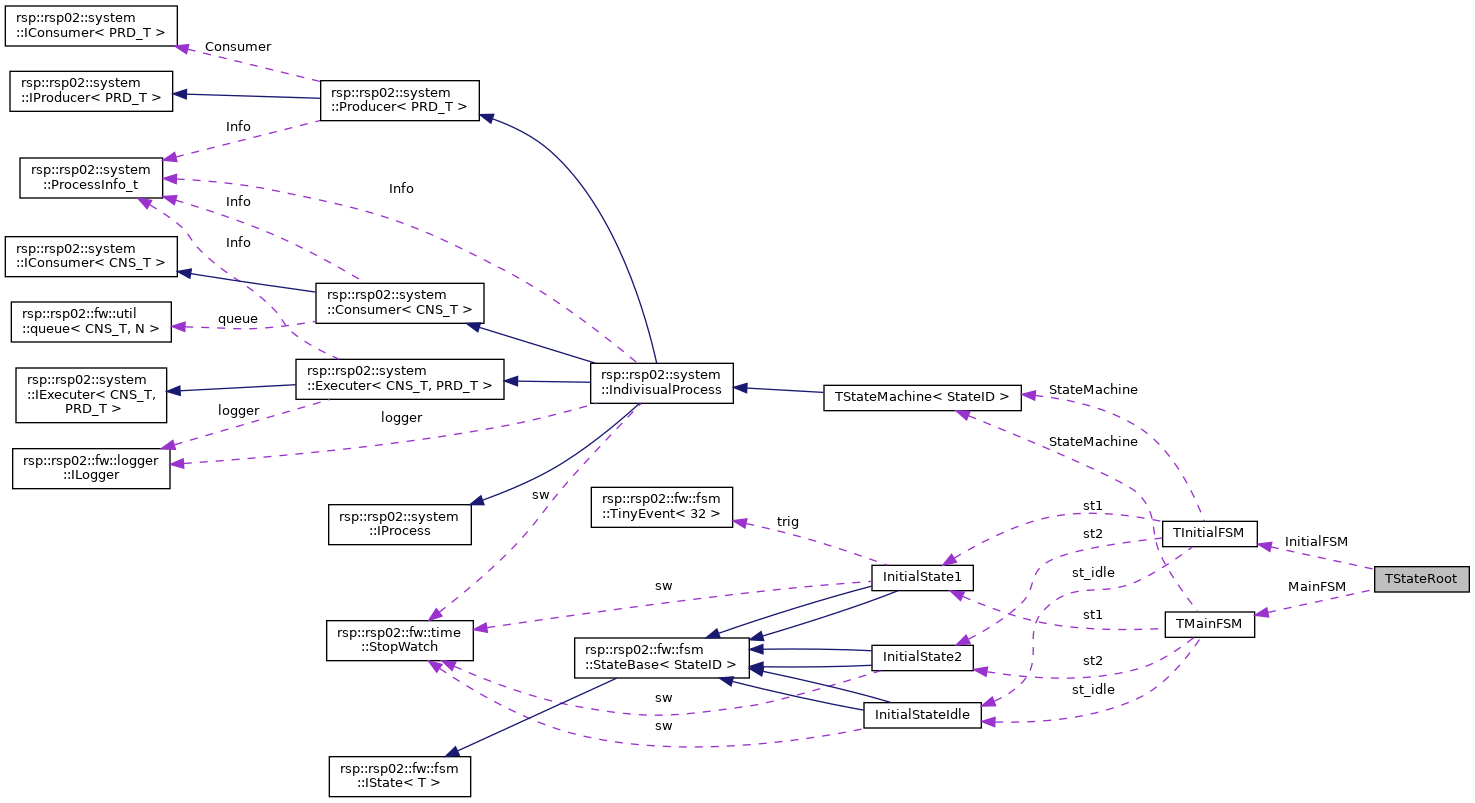 rsp::rsp02::system
::IConsumer< PRD_T >
Consumer
rsp::rsp02::system
::IProducer< PRD_T >
rsp::rsp02::system
::Producer< PRD_T >
Info
rsp::rsp02::system
::ProcessInfo_t
Info
Info
Info
rsp::rsp02::system
::IConsumer< CNS_T >
rsp::rsp02::system
::Consumer< CNS_T >
rsp::rsp02::fw::util
::queue< CNS_T, N >
queue
rsp::rsp02::system
::IExecuter< CNS_T,
PRD_T >
rsp::rsp02::system
::Executer< CNS_T, PRD_T >
rsp::rsp02::system
::IndivisualProcess
TStateMachine< StateID >
StateMachine
logger
logger
StateMachine
rsp::rsp02::fw::logger
::ILogger
sw
rsp::rsp02::system
::IProcess
rsp::rsp02::fw::fsm
::TinyEvent< 32 >
trig
st1
st2
TInitialFSM
InitialFSM
st_idle
InitialState1
TStateRoot
sw
MainFSM
st1
TMainFSM
rsp::rsp02::fw::time
::StopWatch
rsp::rsp02::fw::fsm
::StateBase< StateID >
InitialState2
st2
sw
st_idle
InitialStateIdle
sw
rsp::rsp02::fw::fsm
::IState< T >